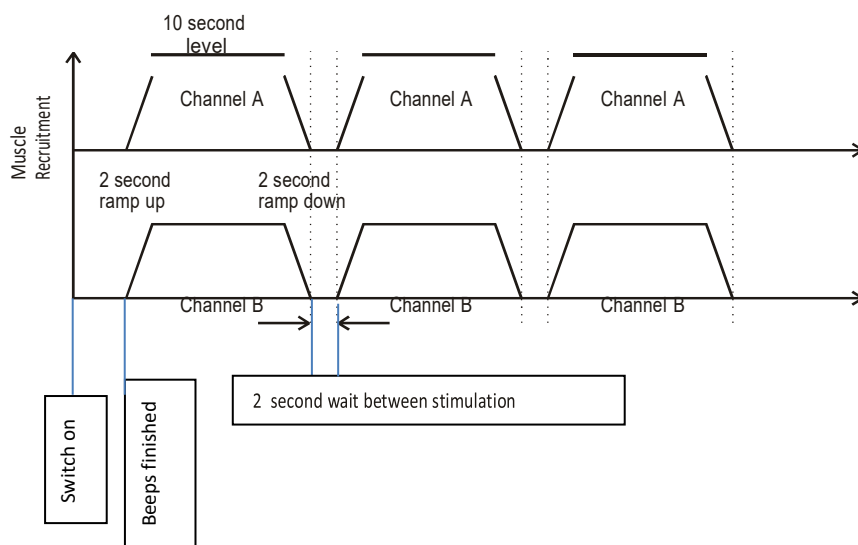 10 second
level
Channel A
Channel A
Channel A
Muscle
Recruitment
2 second
ramp up
2 second
ramp down
Channel B
Channel B
Channel B
2 second wait between stimulation
Switch on
Beeps finished